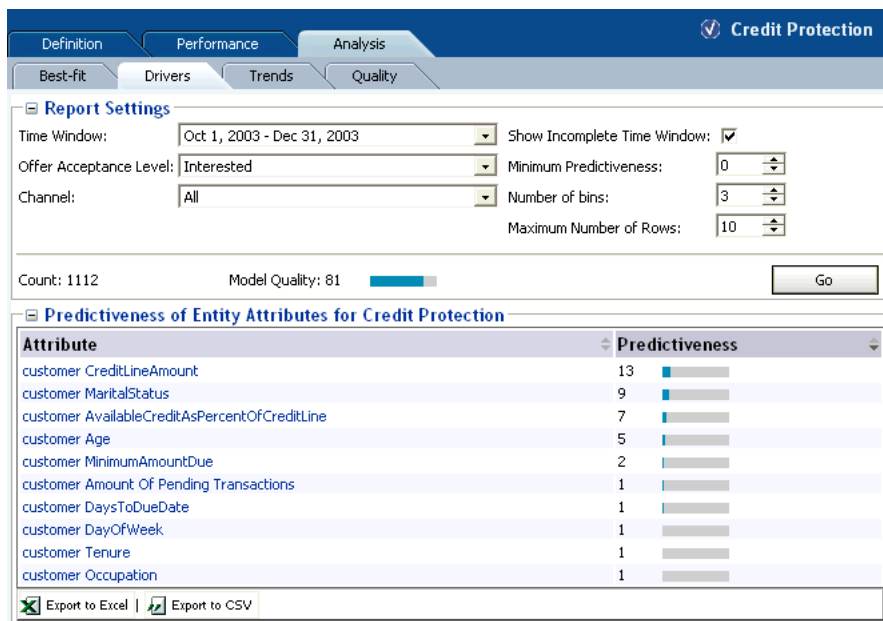 Credit Protection
Definition Performance Analysis
Best-fit Drivers Trends Quality
Report Settings
Time Window: Oct 1, 2003 - Dec 31, 2003 Show Incomplete Time Window:
Offer Acceptance Level: Interested Minimum Predictiveness: 0
Channel: All Number of bins: 3
Maximum Number of Rows: 10
Count: 1112 Model Quality: 81 Go
Predictiveness of Entity Attributes for Credit Protection
Attribute Predictiveness
customer CreditLineAmount 13
customer MaritalStatus 9
customer AvailableCreditAsPercentOfCreditLine 7
customer Age 5
customer MinimumAmountDue 2
customer Amount Of Pending Transactions 1
customer DaysToDueDate 1
customer DayOfWeek 1
customer Tenure 1
customer Occupation 1
Export to Excel | Export to CSV